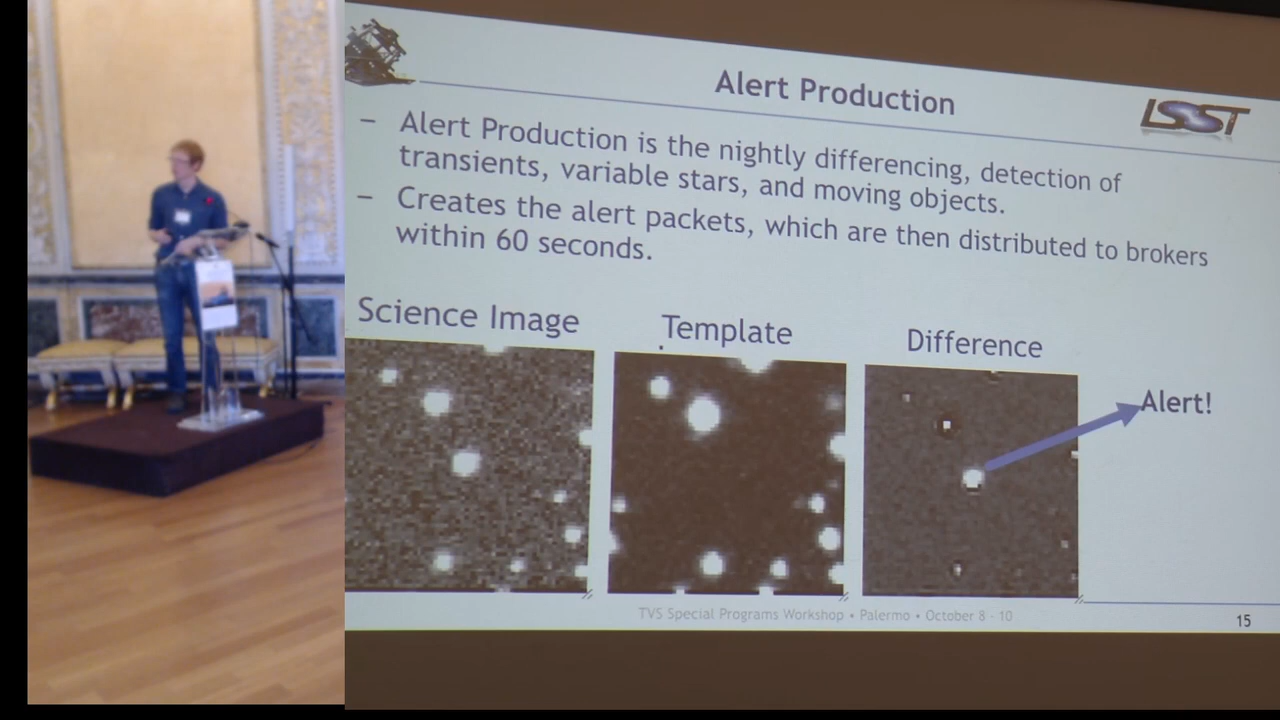 Alert Production
LSST
– Alert Production is the nightly differencing, detection of
transients, variable stars, and moving objects.
– Creates the alert packets, which are then distributed to brokers
within 60 seconds.
Science Image
Template
Difference
Alert!
TVS Special Programs Workshop • Palermo • October 8 - 10
15